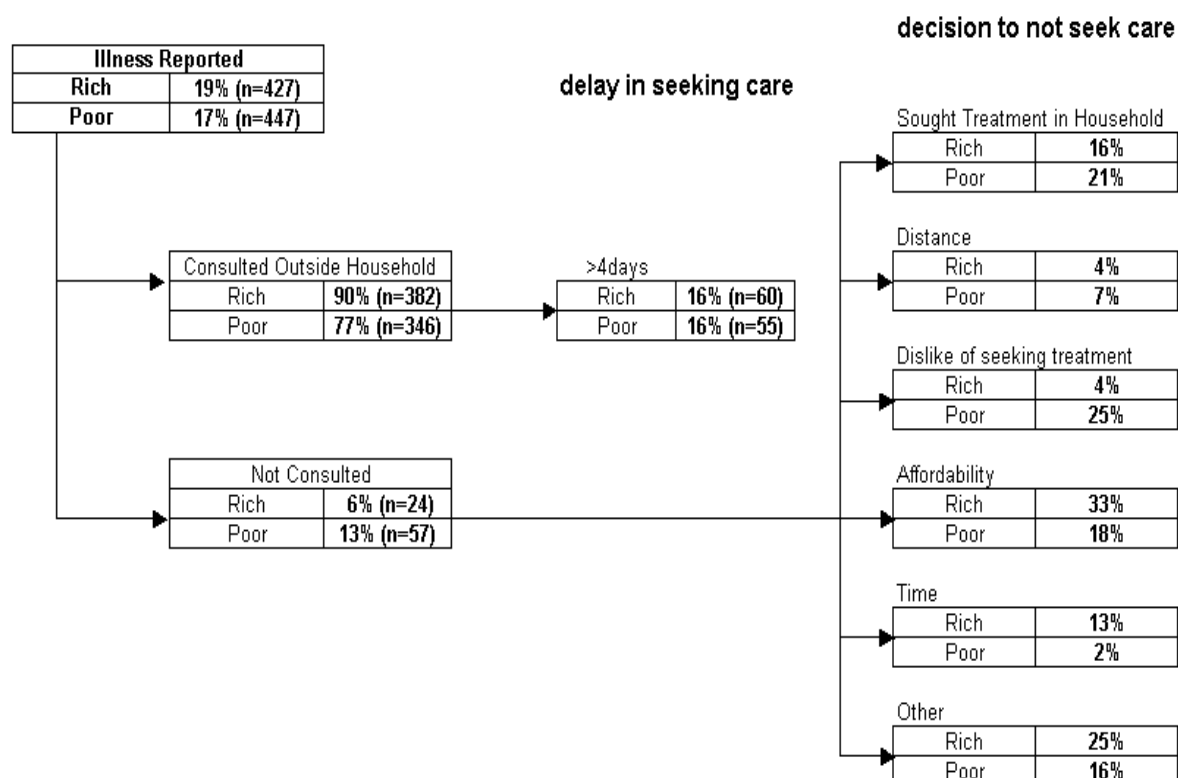 decision to not seek care
Illness Reported
Rich 19% (n=427)
Poor 17% (n=447)
delay in seeking care
Sought Treatment in Household
Rich 16%
Poor 21%
Distance
Rich 4%
Poor 7%
Consulted Outside Household
Rich 90% (n=382)
Poor 77% (n=346)
>4days
Rich 16% (n=60)
Poor 16% (n=55)
Dislike of seeking treatment
Rich 4%
Poor 25%
Not Consulted
Rich 6% (n=24)
Poor 13% (n=57)
Affordability
Rich 33%
Poor 18%
Time
Rich 13%
Poor 2%
Other
Rich 25%
Poor 16%